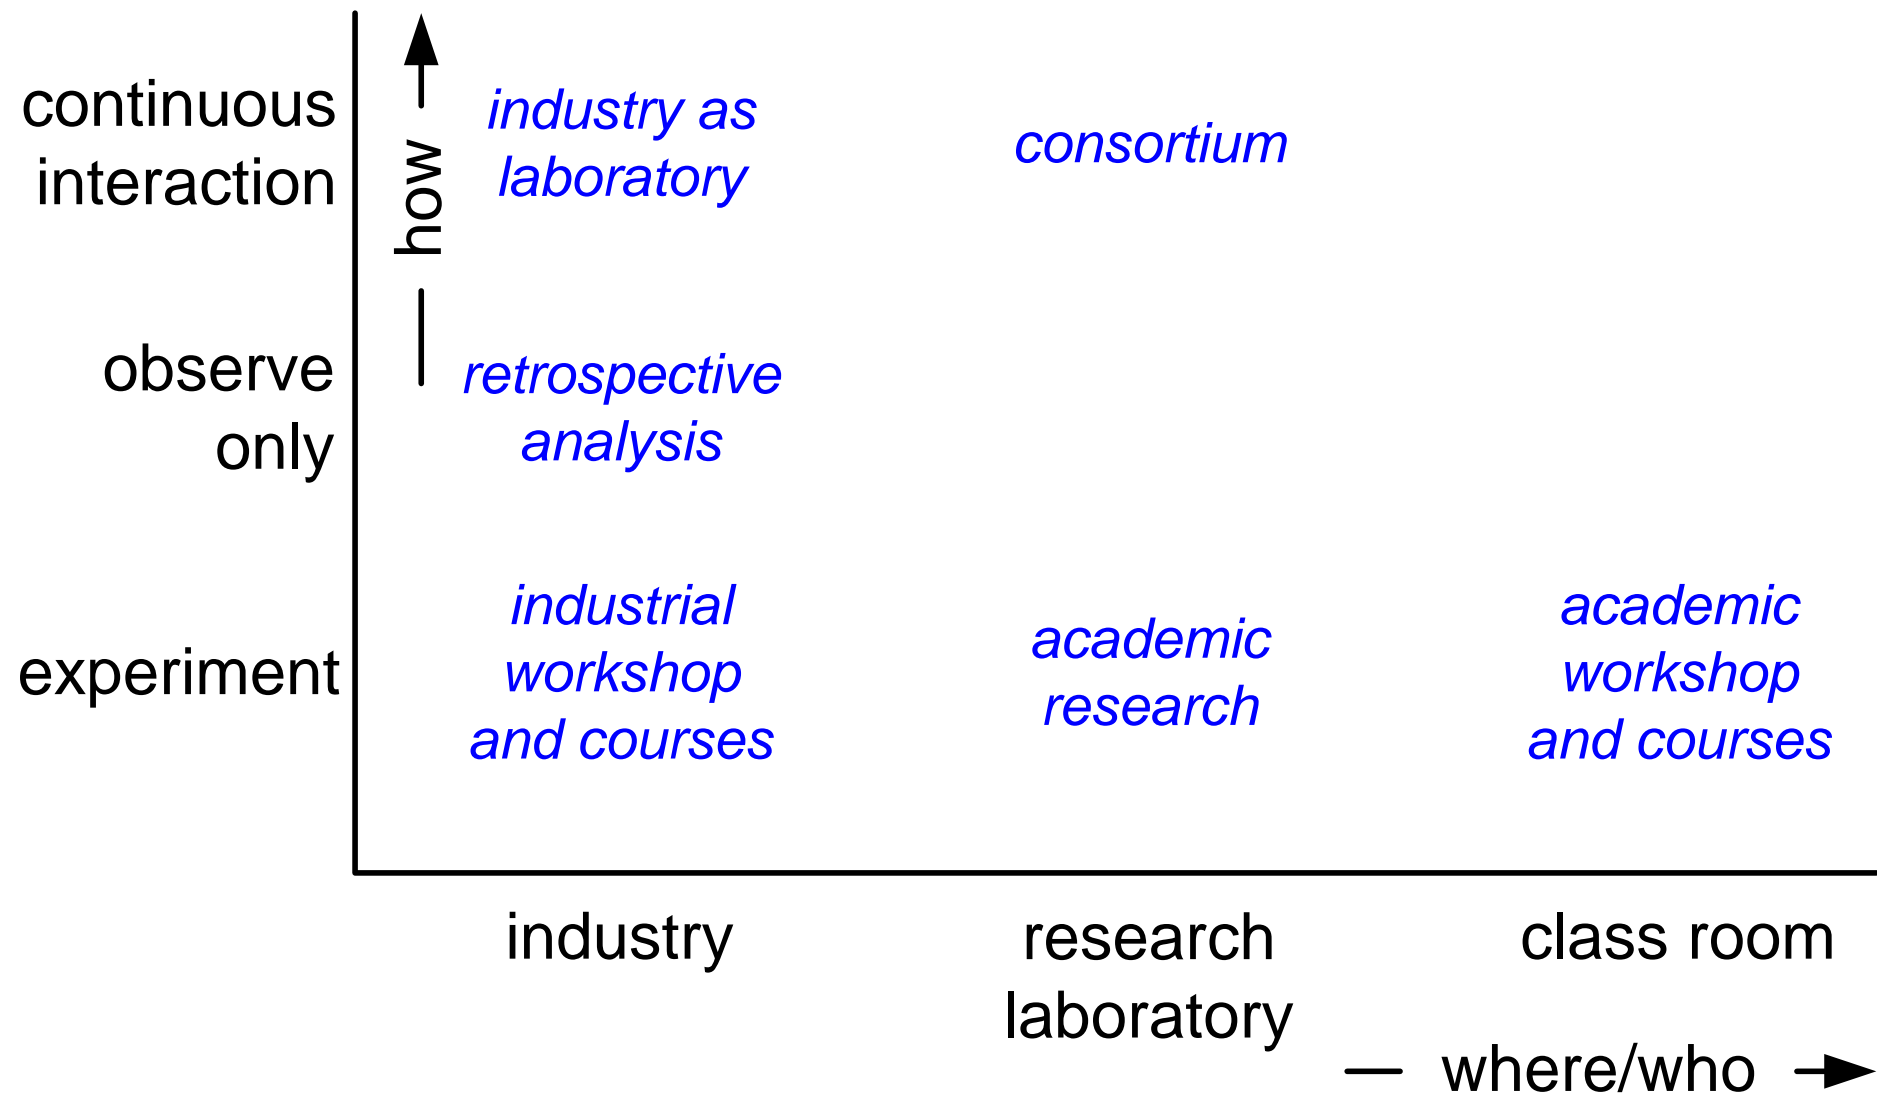 continuous
interaction
how
industry as
laboratory
consortium
observe
only
retrospective
analysis
experiment
industrial
workshop
and courses
academic
research
academic
workshop
and courses
industry
research
laboratory
class room
where/who